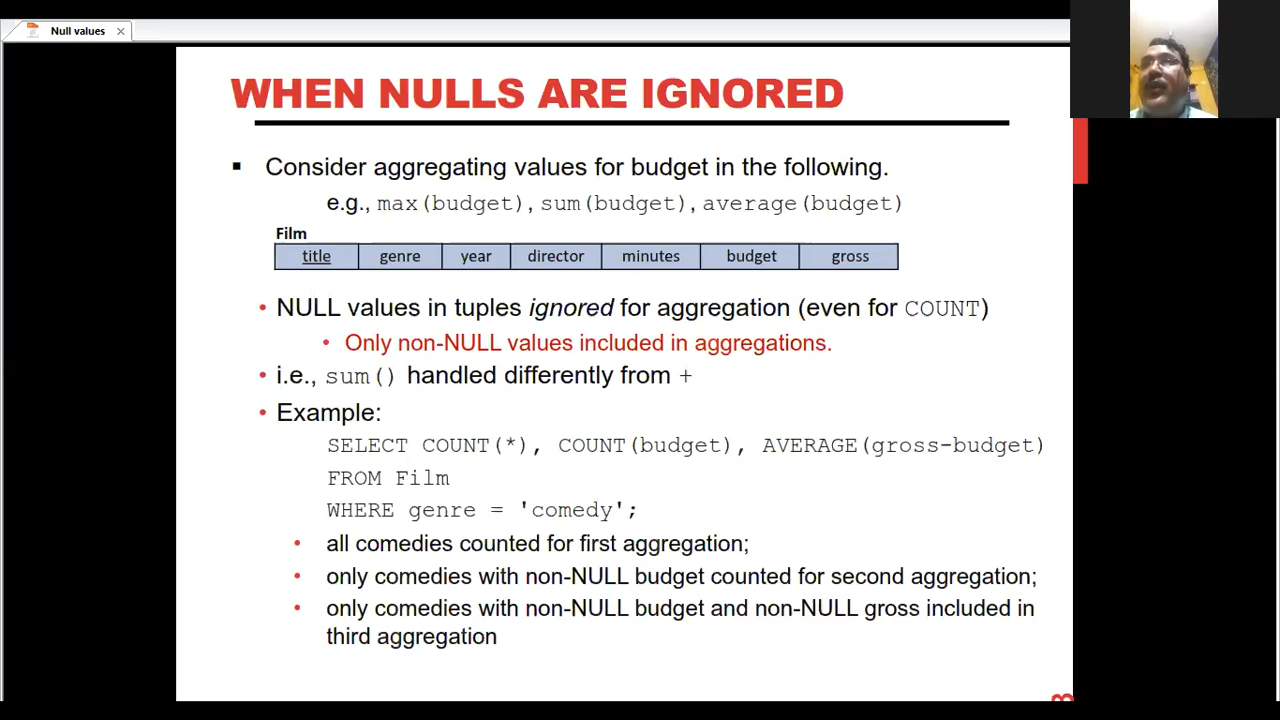 Null values
WHEN NULLS ARE IGNORED
▪ Consider aggregating values for budget in the following.
e.g., max(budget), sum(budget), average(budget)
Film
title genre year director minutes budget gross
• NULL values in tuples ignored for aggregation (even for COUNT)
• Only non-NULL values included in aggregations.
• i.e., sum() handled differently from +
• Example:
SELECT COUNT(*), COUNT(budget), AVERAGE(gross-budget)
FROM Film
WHERE genre = 'comedy';
• all comedies counted for first aggregation;
• only comedies with non-NULL budget counted for second aggregation;
• only comedies with non-NULL budget and non-NULL gross included in
third aggregation